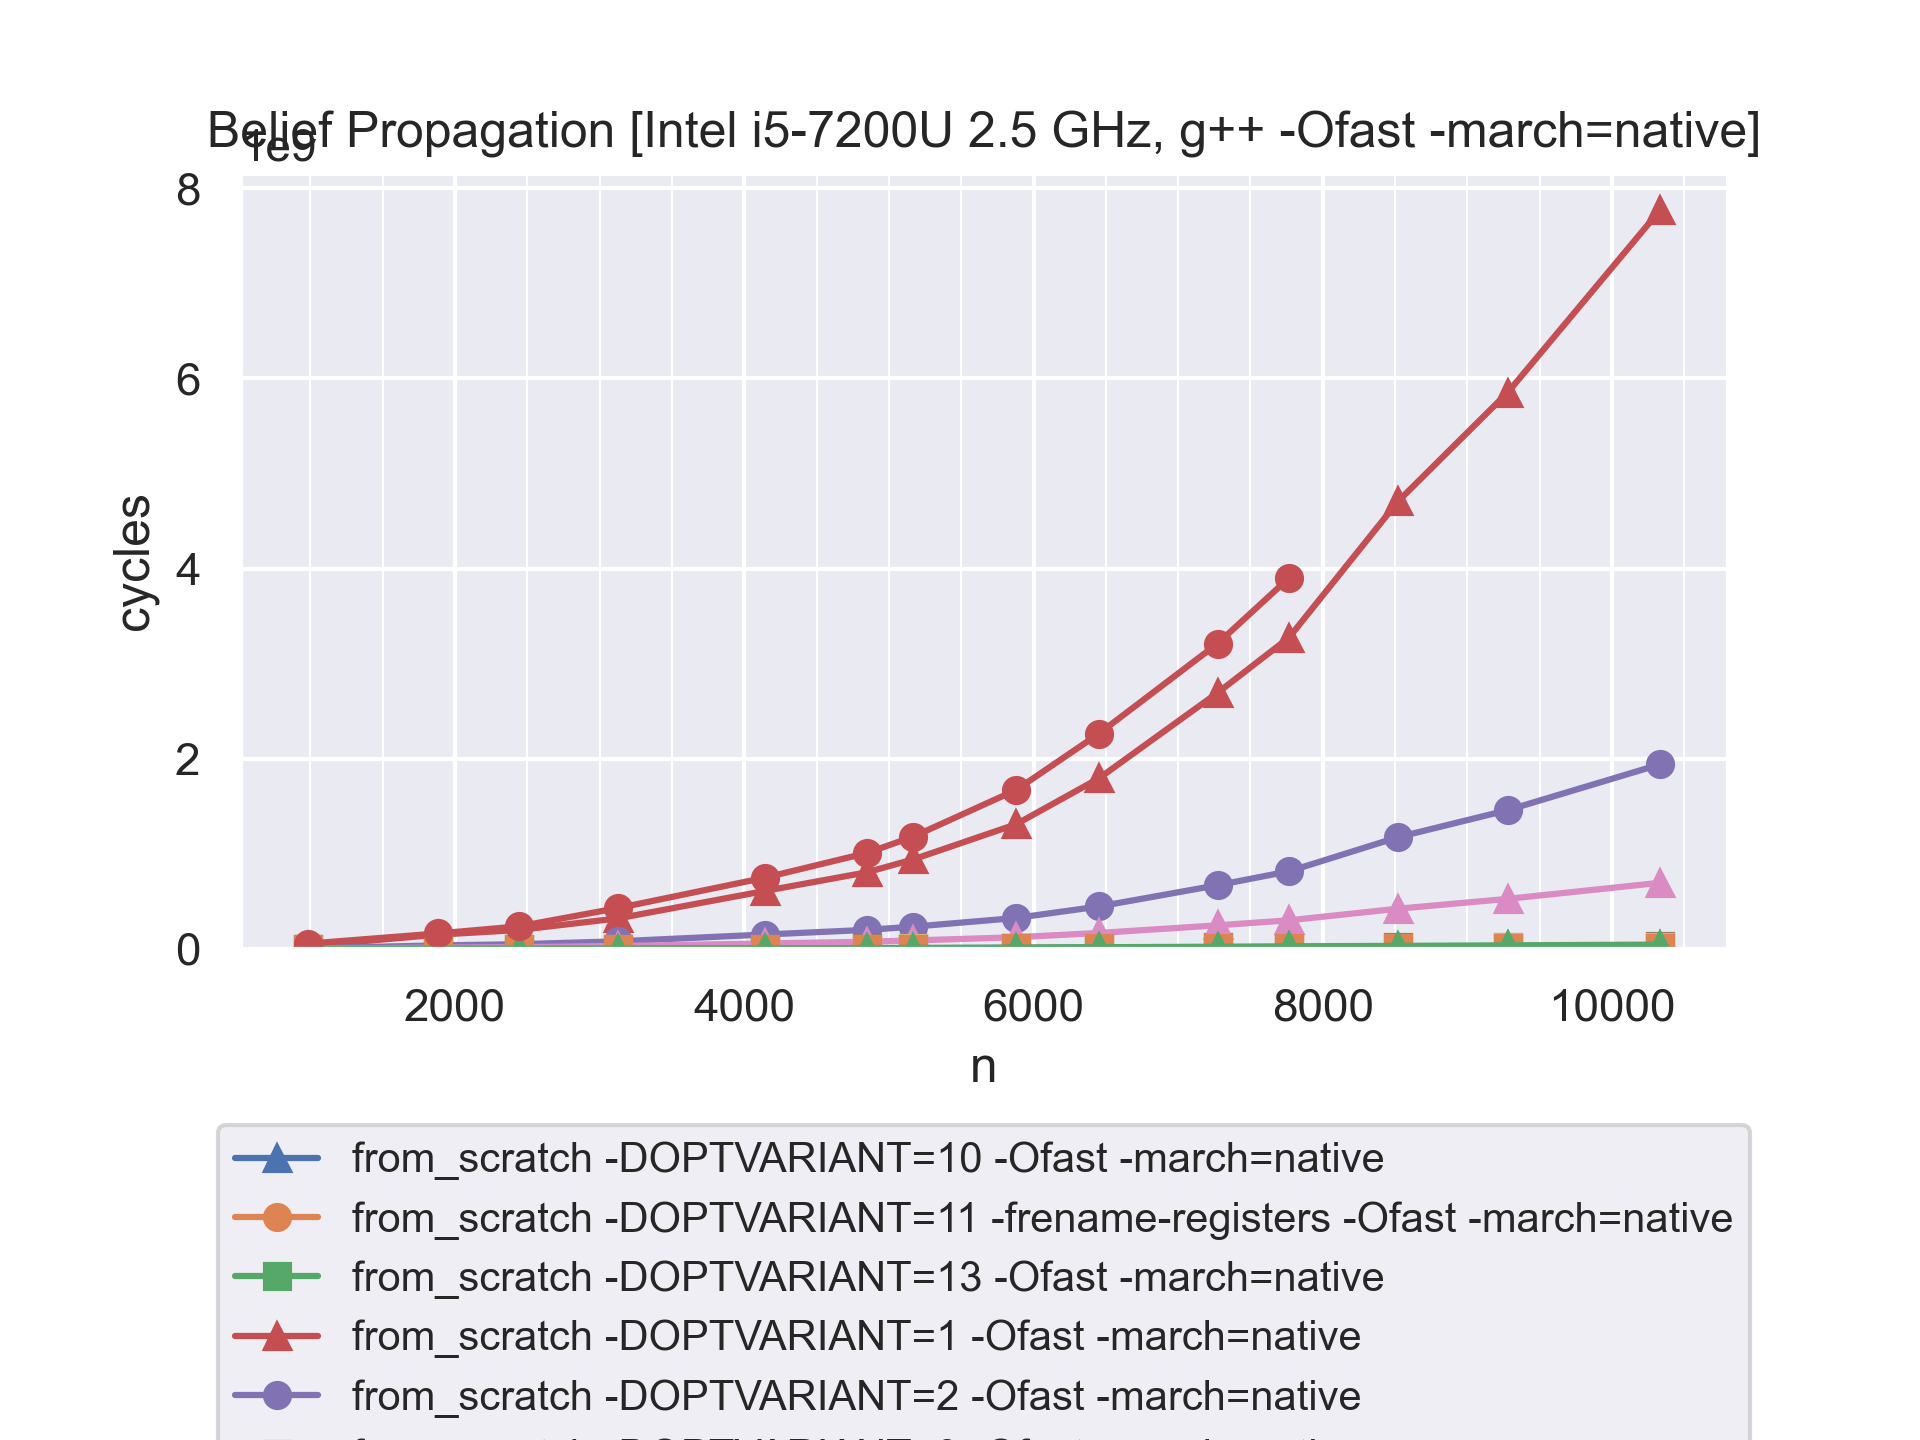 Belief Propagation [Intel i5-7200U 2.5 GHz, g++ -Ofast -march=native]
1e9
8
6
4
2
0
cycles
2000 4000 6000 8000 10000
n
from_scratch -DOPTVARIANT=10 -Ofast -march=native
from_scratch -DOPTVARIANT=11 -frename-registers -Ofast -march=native
from_scratch -DOPTVARIANT=13 -Ofast -march=native
from_scratch -DOPTVARIANT=1 -Ofast -march=native
from_scratch -DOPTVARIANT=2 -Ofast -march=native